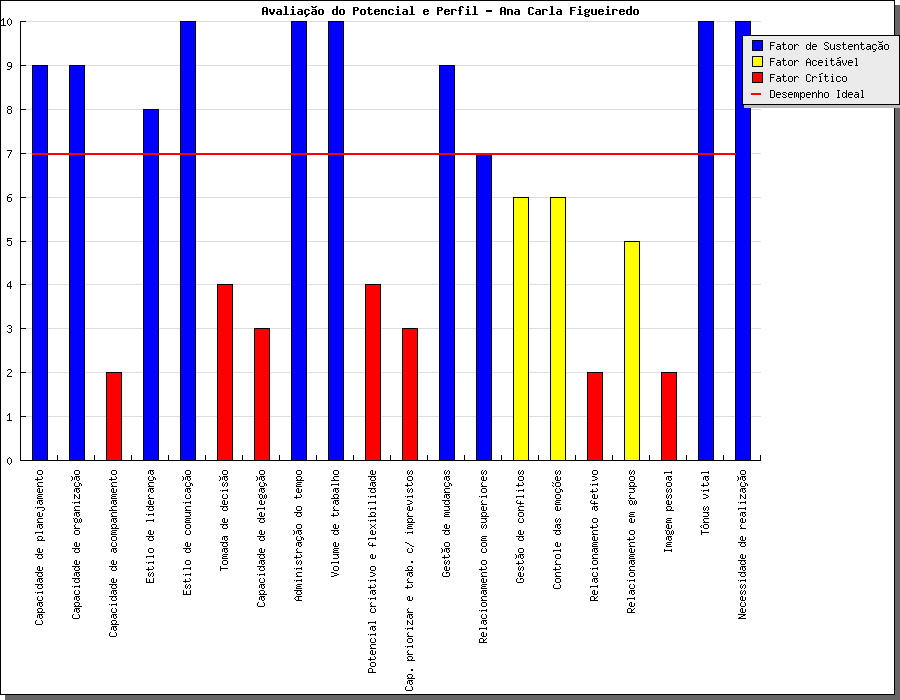 Avaliação do Potencial e Perfil - Ana Carla Figueiredo
10
9
8
7
6
5
4
3
2
1
0
Fator de Sustentação
Fator Aceitável
Fator Crítico
Desempenho Ideal
Capacidade de planejamento
Capacidade de organização
Capacidade de acompanhamento
Estilo de liderança
Estilo de comunicação
Tomada de decisão
Capacidade de delegação
Administração do tempo
Volume de trabalho
Potencial criativo e flexibilidade
Cap. priorizar e trab. c/ imprevistos
Gestão de mudanças
Relacionamento com superiores
Gestão de conflitos
Controle das emoções
Relacionamento afetivo
Relacionamento em grupos
Imagem pessoal
Tônus vital
Necessidade de realização